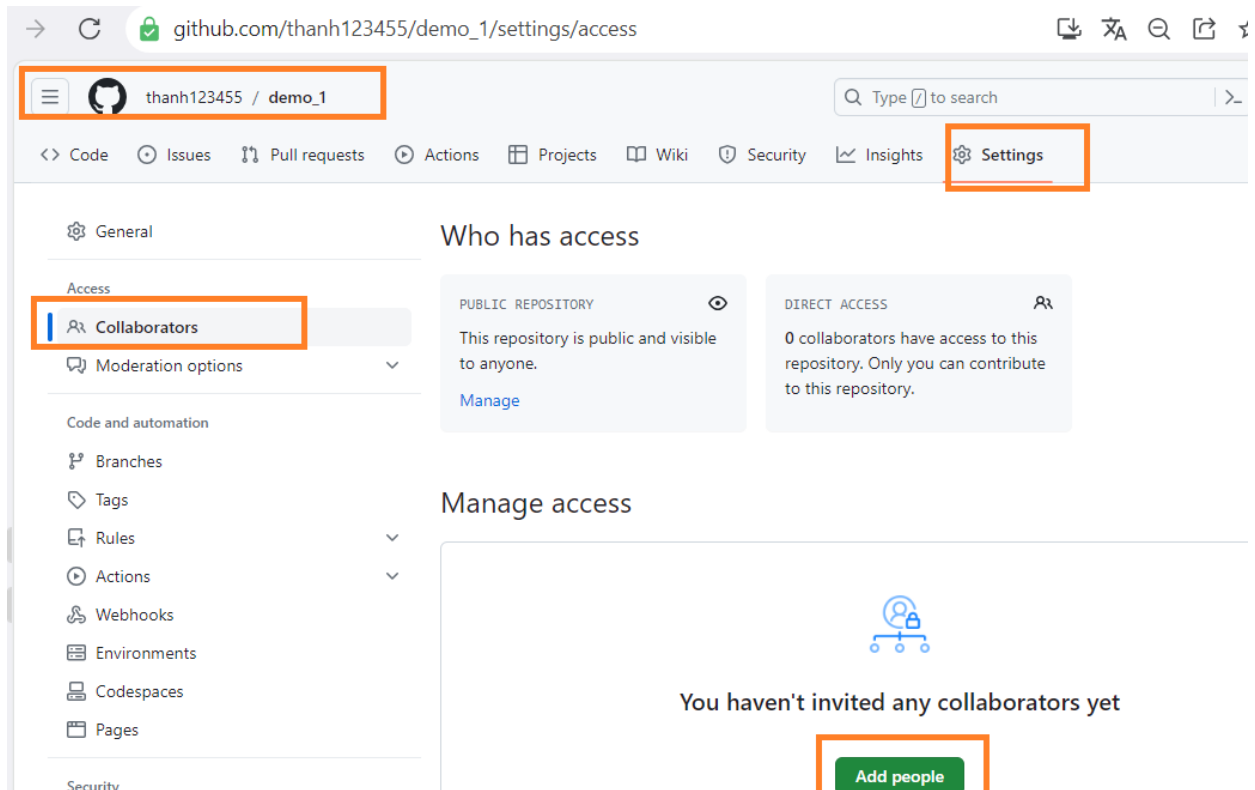 github.com/thanh123455/demo_1/settings/access
thanh123455 / demo_1
Type / to search
Code Issues Pull requests Actions Projects Wiki Security Insights Settings
General
Access
Collaborators
Moderation options
Code and automation
Branches
Tags
Rules
Actions
Webhooks
Environments
Codespaces
Pages
Security
Who has access
PUBLIC REPOSITORY
This repository is public and visible
to anyone.
Manage
DIRECT ACCESS
0 collaborators have access to this
repository. Only you can contribute
to this repository.
Manage access
You haven't invited any collaborators yet
Add people